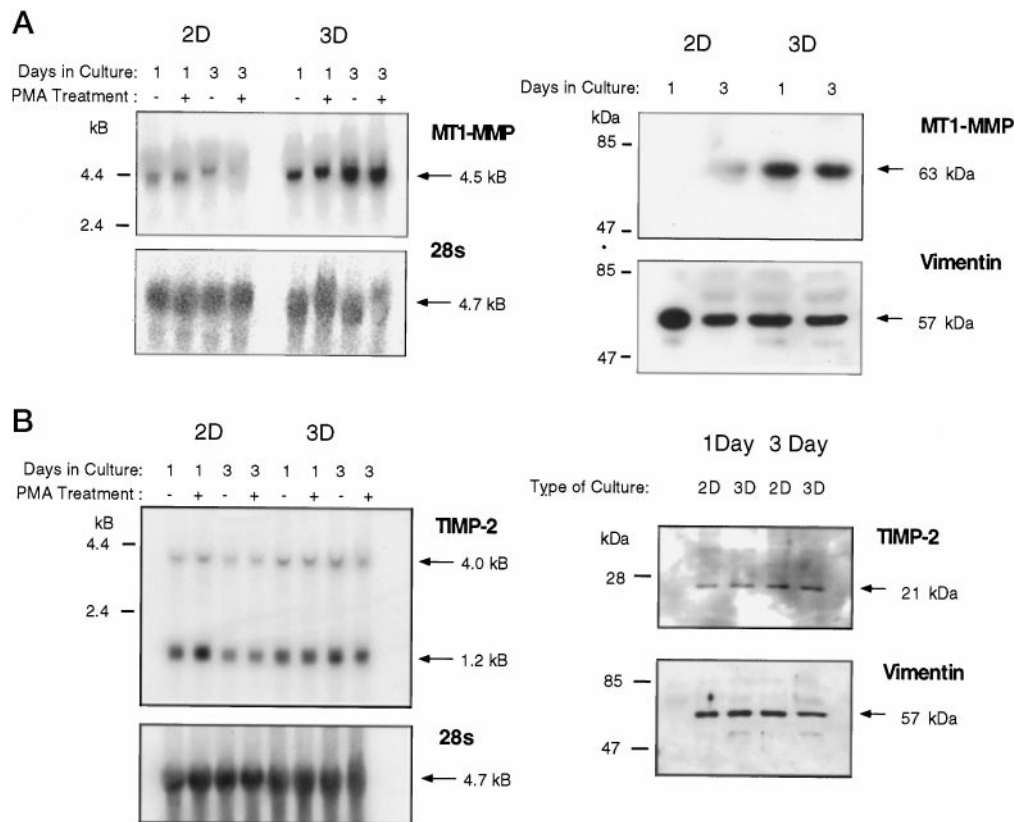 A
2D 3D
Days in Culture: 1 1 3 3 1 1 3 3
PMA Treatment : - + - + - + - +
kB
MT1-MMP
4.4
4.5 kB
2.4
28s
4.7 kB
2D 3D
Days in Culture: 1 3 1 3
kDa
MT1-MMP
85
63 kDa
47
Vimentin
85
57 kDa
47
B
2D 3D
Days in Culture: 1 1 3 3 1 1 3 3
PMA Treatment : - + - + - + - +
kB
TIMP-2
4.4
4.0 kB
2.4
1.2 kB
28s
4.7 kB
1Day 3 Day
Type of Culture: 2D 3D 2D 3D
kDa
TIMP-2
28
21 kDa
Vimentin
85
57 kDa
47